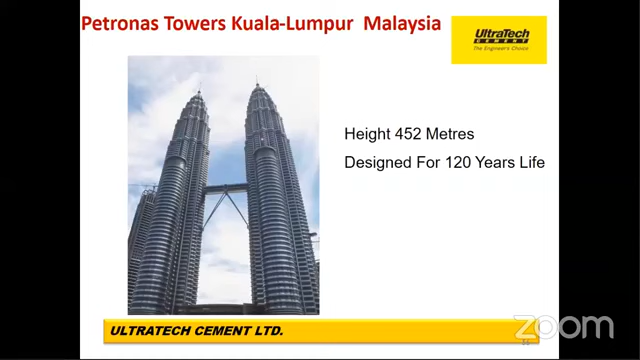 Petronas Towers Kuala-Lumpur Malaysia
UltraTech
CEMENT
The Engineer's Choice
Height 452 Metres
Designed For 120 Years Life
ULTRATECH CEMENT LTD.
zoom